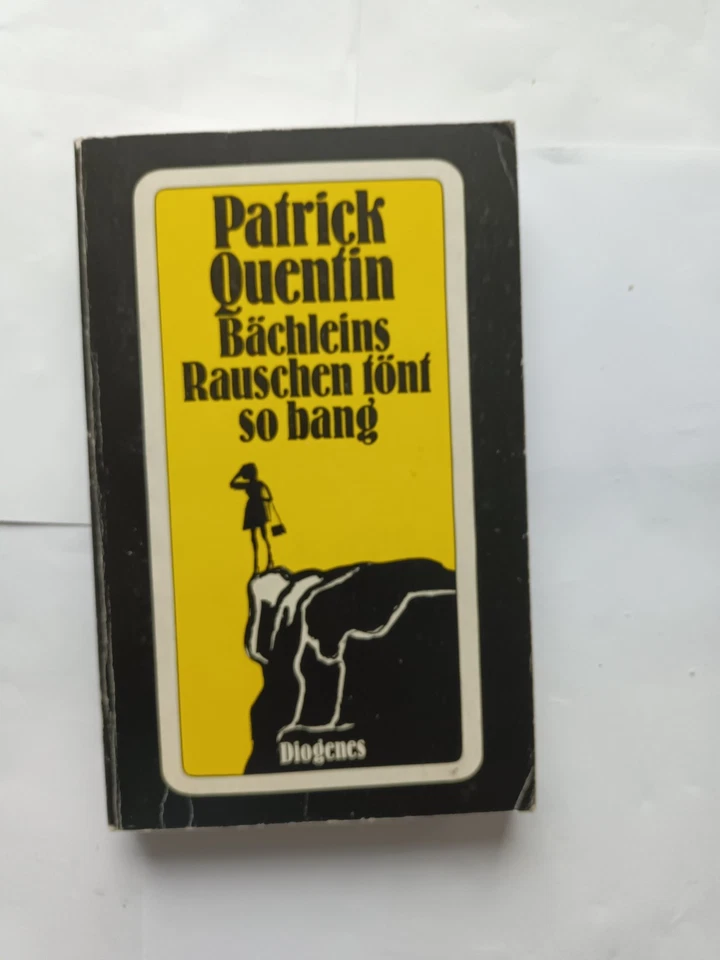 Patrick
Quentin
Bächleins
Rauschen tönt
so bang
Diogenes